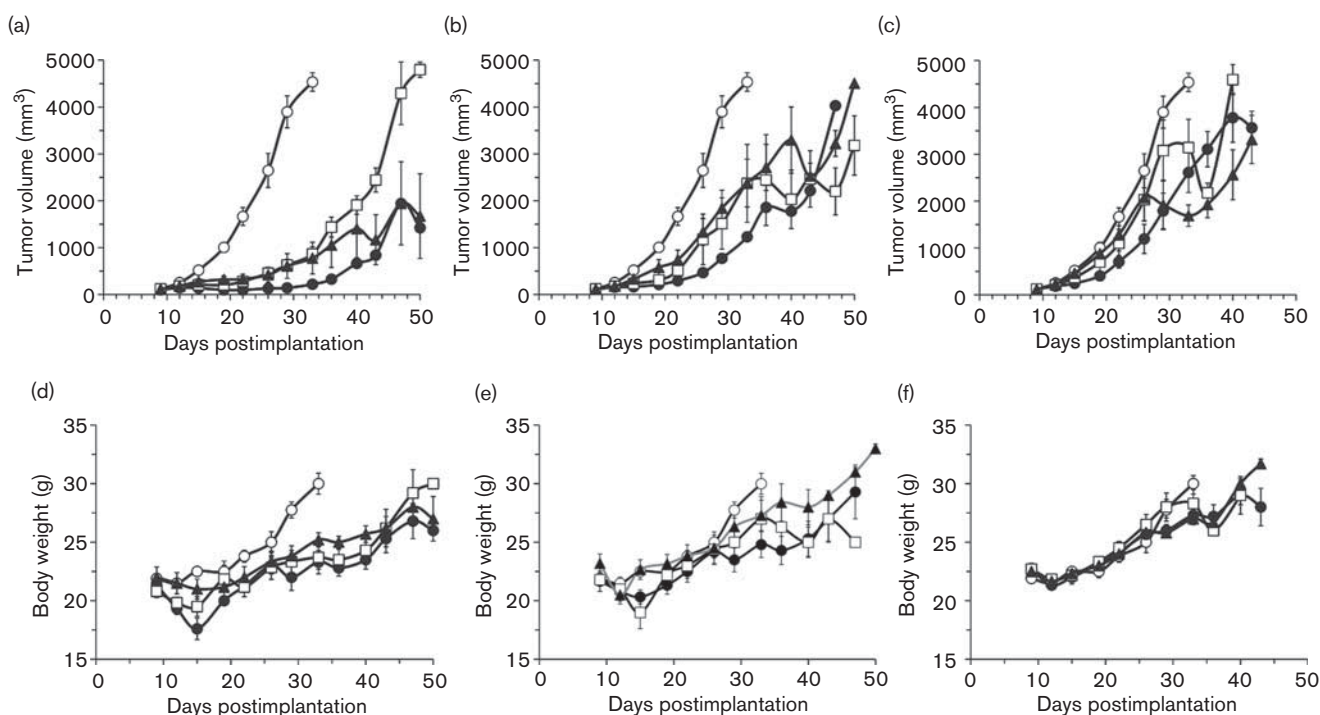 (a)
5000
4000
3000
2000
1000
0
Tumor volume (mm³)
0 10 20 30 40 50
Days postimplantation
(b)
5000
4000
3000
2000
1000
0
Tumor volume (mm³)
0 10 20 30 40 50
Days postimplantation
(c)
5000
4000
3000
2000
1000
0
Tumor volume (mm³)
0 10 20 30 40 50
Days postimplantation
(d)
35
30
25
20
15
Body weight (g)
0 10 20 30 40 50
Days postimplantation
(e)
35
30
25
20
15
Body weight (g)
0 10 20 30 40 50
Days postimplantation
(f)
35
30
25
20
15
Body weight (g)
0 10 20 30 40 50
Days postimplantation